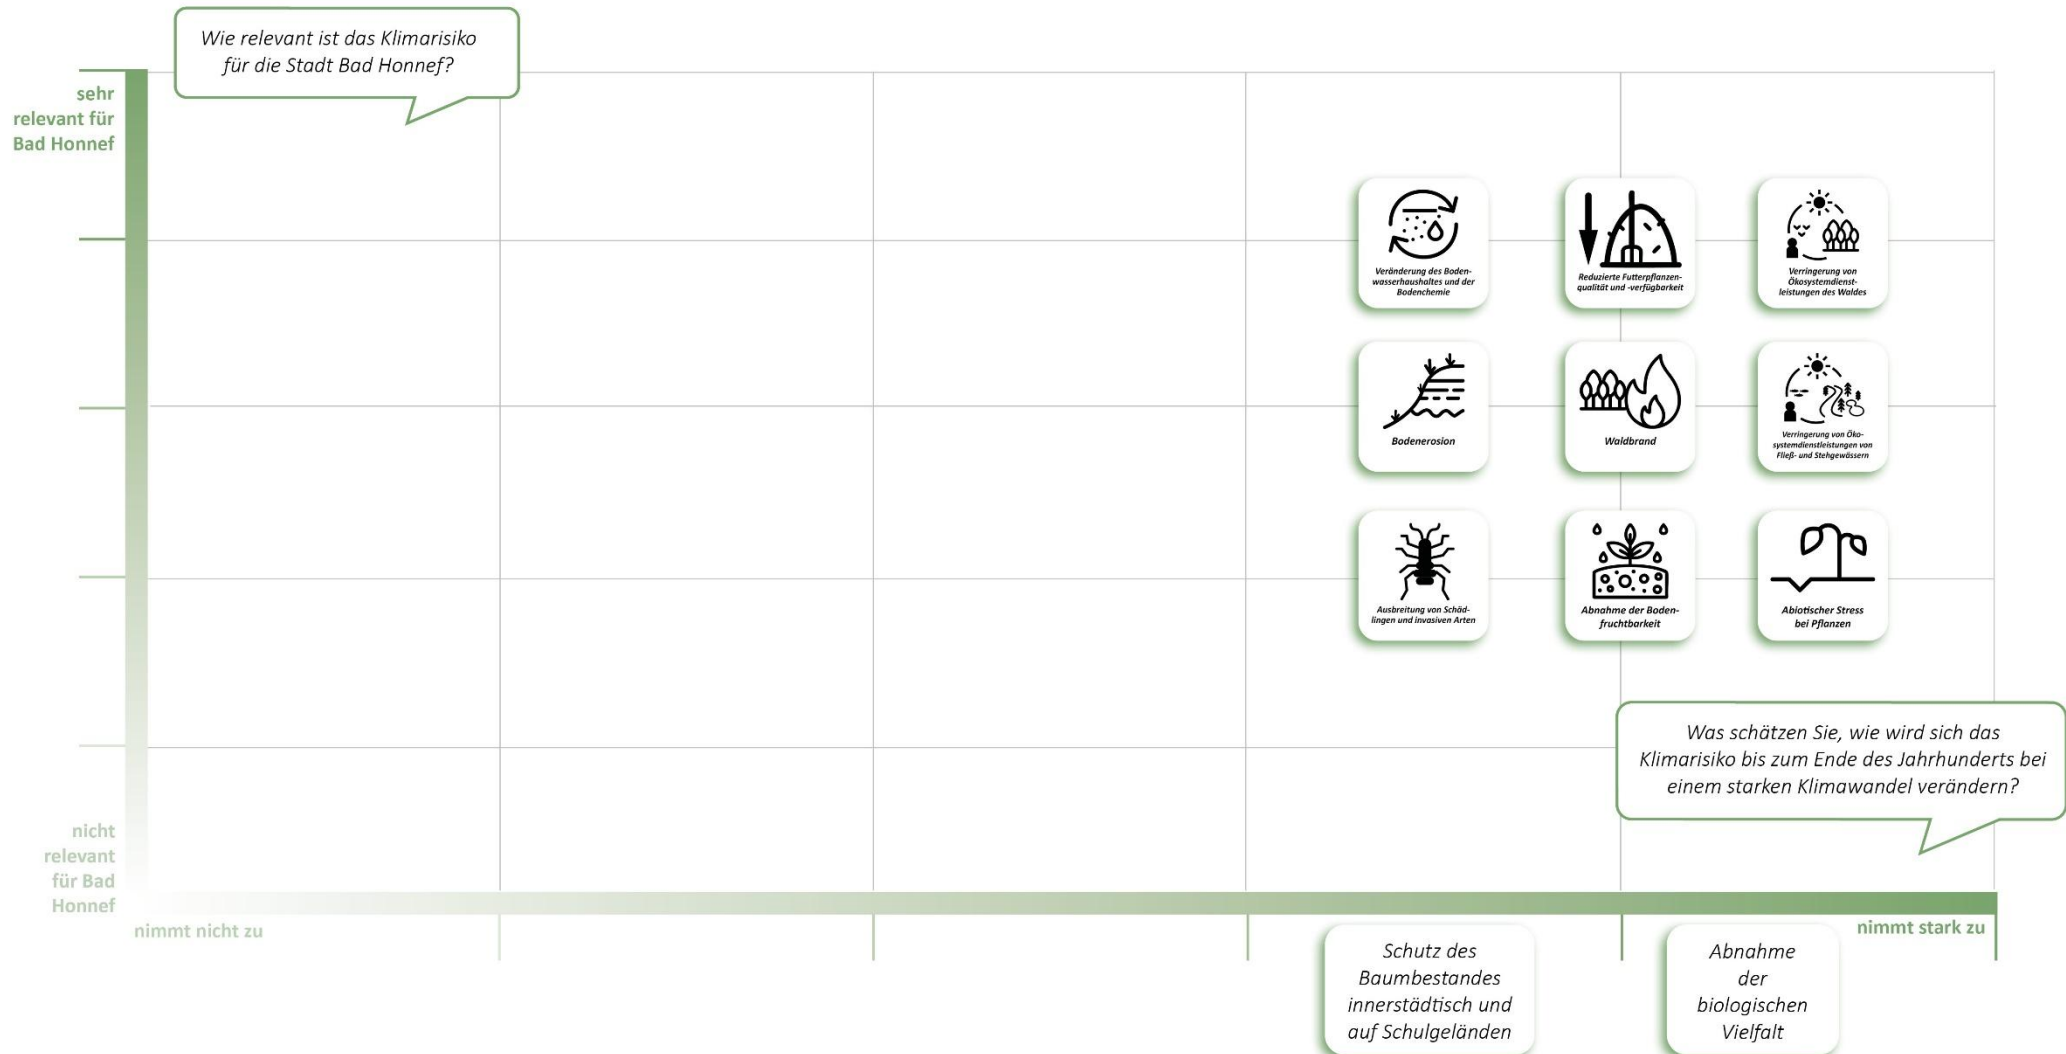 Wie relevant ist das Klimarisiko
für die Stadt Bad Honnef?
sehr
relevant für
Bad Honnef
Veränderung des Boden-
wasserhaushaltes und der
Bodenchemie
Reduzierte Futterpflanzen-
qualität und -verfügbarkeit
Verringerung von
Ökosystemdienst-
leistungen des Waldes
Bodenerosion
Waldbrand
Verringerung von Öko-
systemdienstleistungen von
Fließ- und Stehgewässern
Ausbreitung von Schäd-
lingen und invasiven Arten
Abnahme der Boden-
fruchtbarkeit
Abiotischer Stress
bei Pflanzen
Was schätzen Sie, wie wird sich das
Klimarisiko bis zum Ende des Jahrhunderts bei
einem starken Klimawandel verändern?
nicht
relevant
für Bad
Honnef
nimmt nicht zu
nimmt stark zu
Schutz des
Baumbestandes
innerstädtisch und
auf Schulgeländen
Abnahme
der
biologischen
Vielfalt